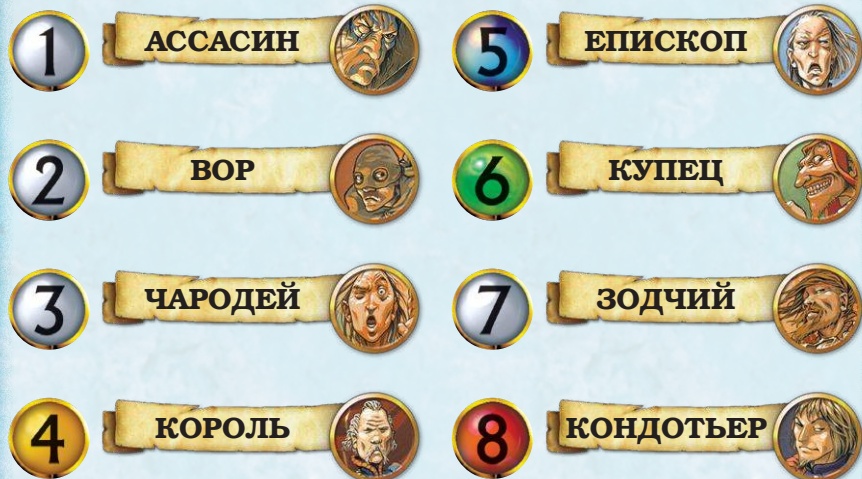 1 АССАСИН
2 ВОР
3 ЧАРОДЕЙ
4 КОРОЛЬ
5 ЕПИСКОП
6 КУПЕЦ
7 ЗОДЧИЙ
8 КОНДОТЬЕР